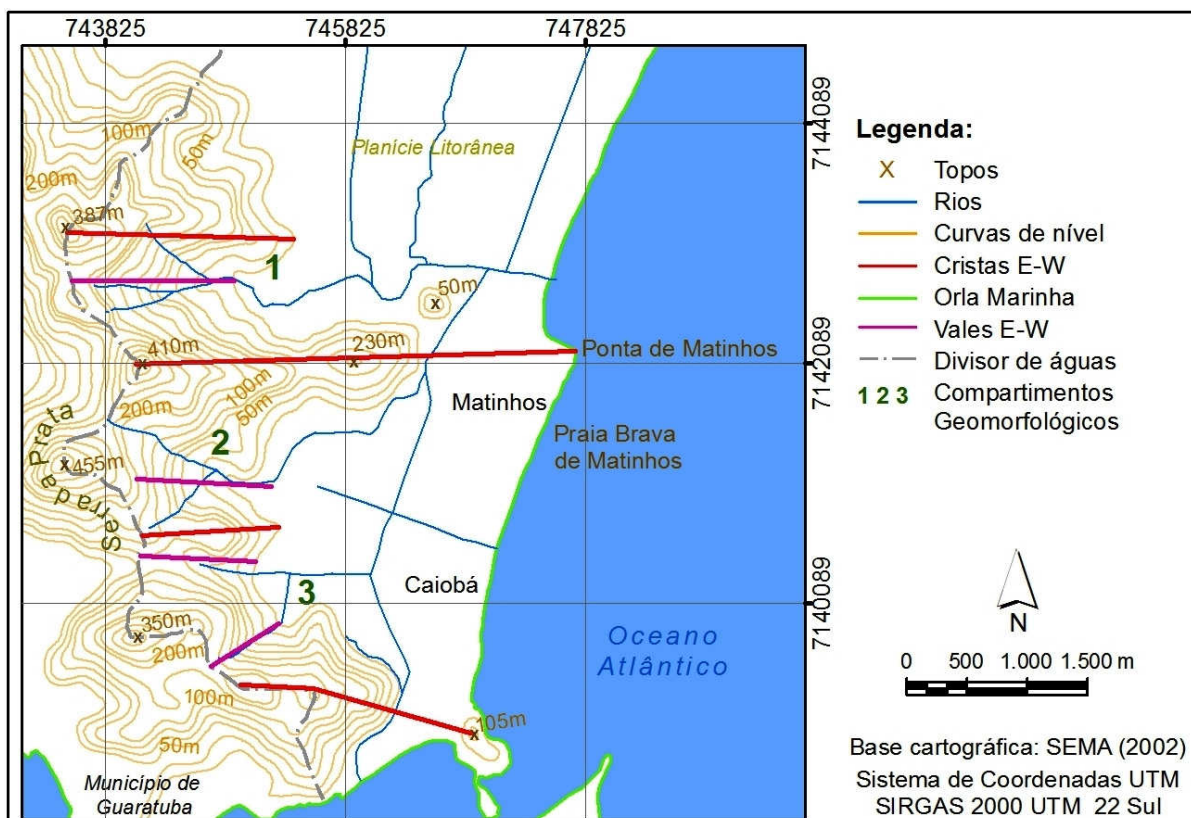 743825 745825 747825
7144089
7142089
7140089
100m
50m
200m
387m
Planície Litorânea
1
50m
410m
230m
Ponta de Matinhos
100m
200m
50m
Matinhos
2
Praia Brava
de Matinhos
455m
Serra da Prata
Caiobá
3
350m
200m
Oceano
Atlântico
100m
105m
50m
Município de
Guaratuba
Legenda:
X Topos
Rios
Curvas de nível
Cristas E-W
Orla Marinha
Vales E-W
Divisor de águas
1 2 3 Compartimentos
Geomorfológicos
N
0 500 1.000 1.500 m
Base cartográfica: SEMA (2002)
Sistema de Coordenadas UTM
SIRGAS 2000 UTM 22 Sul